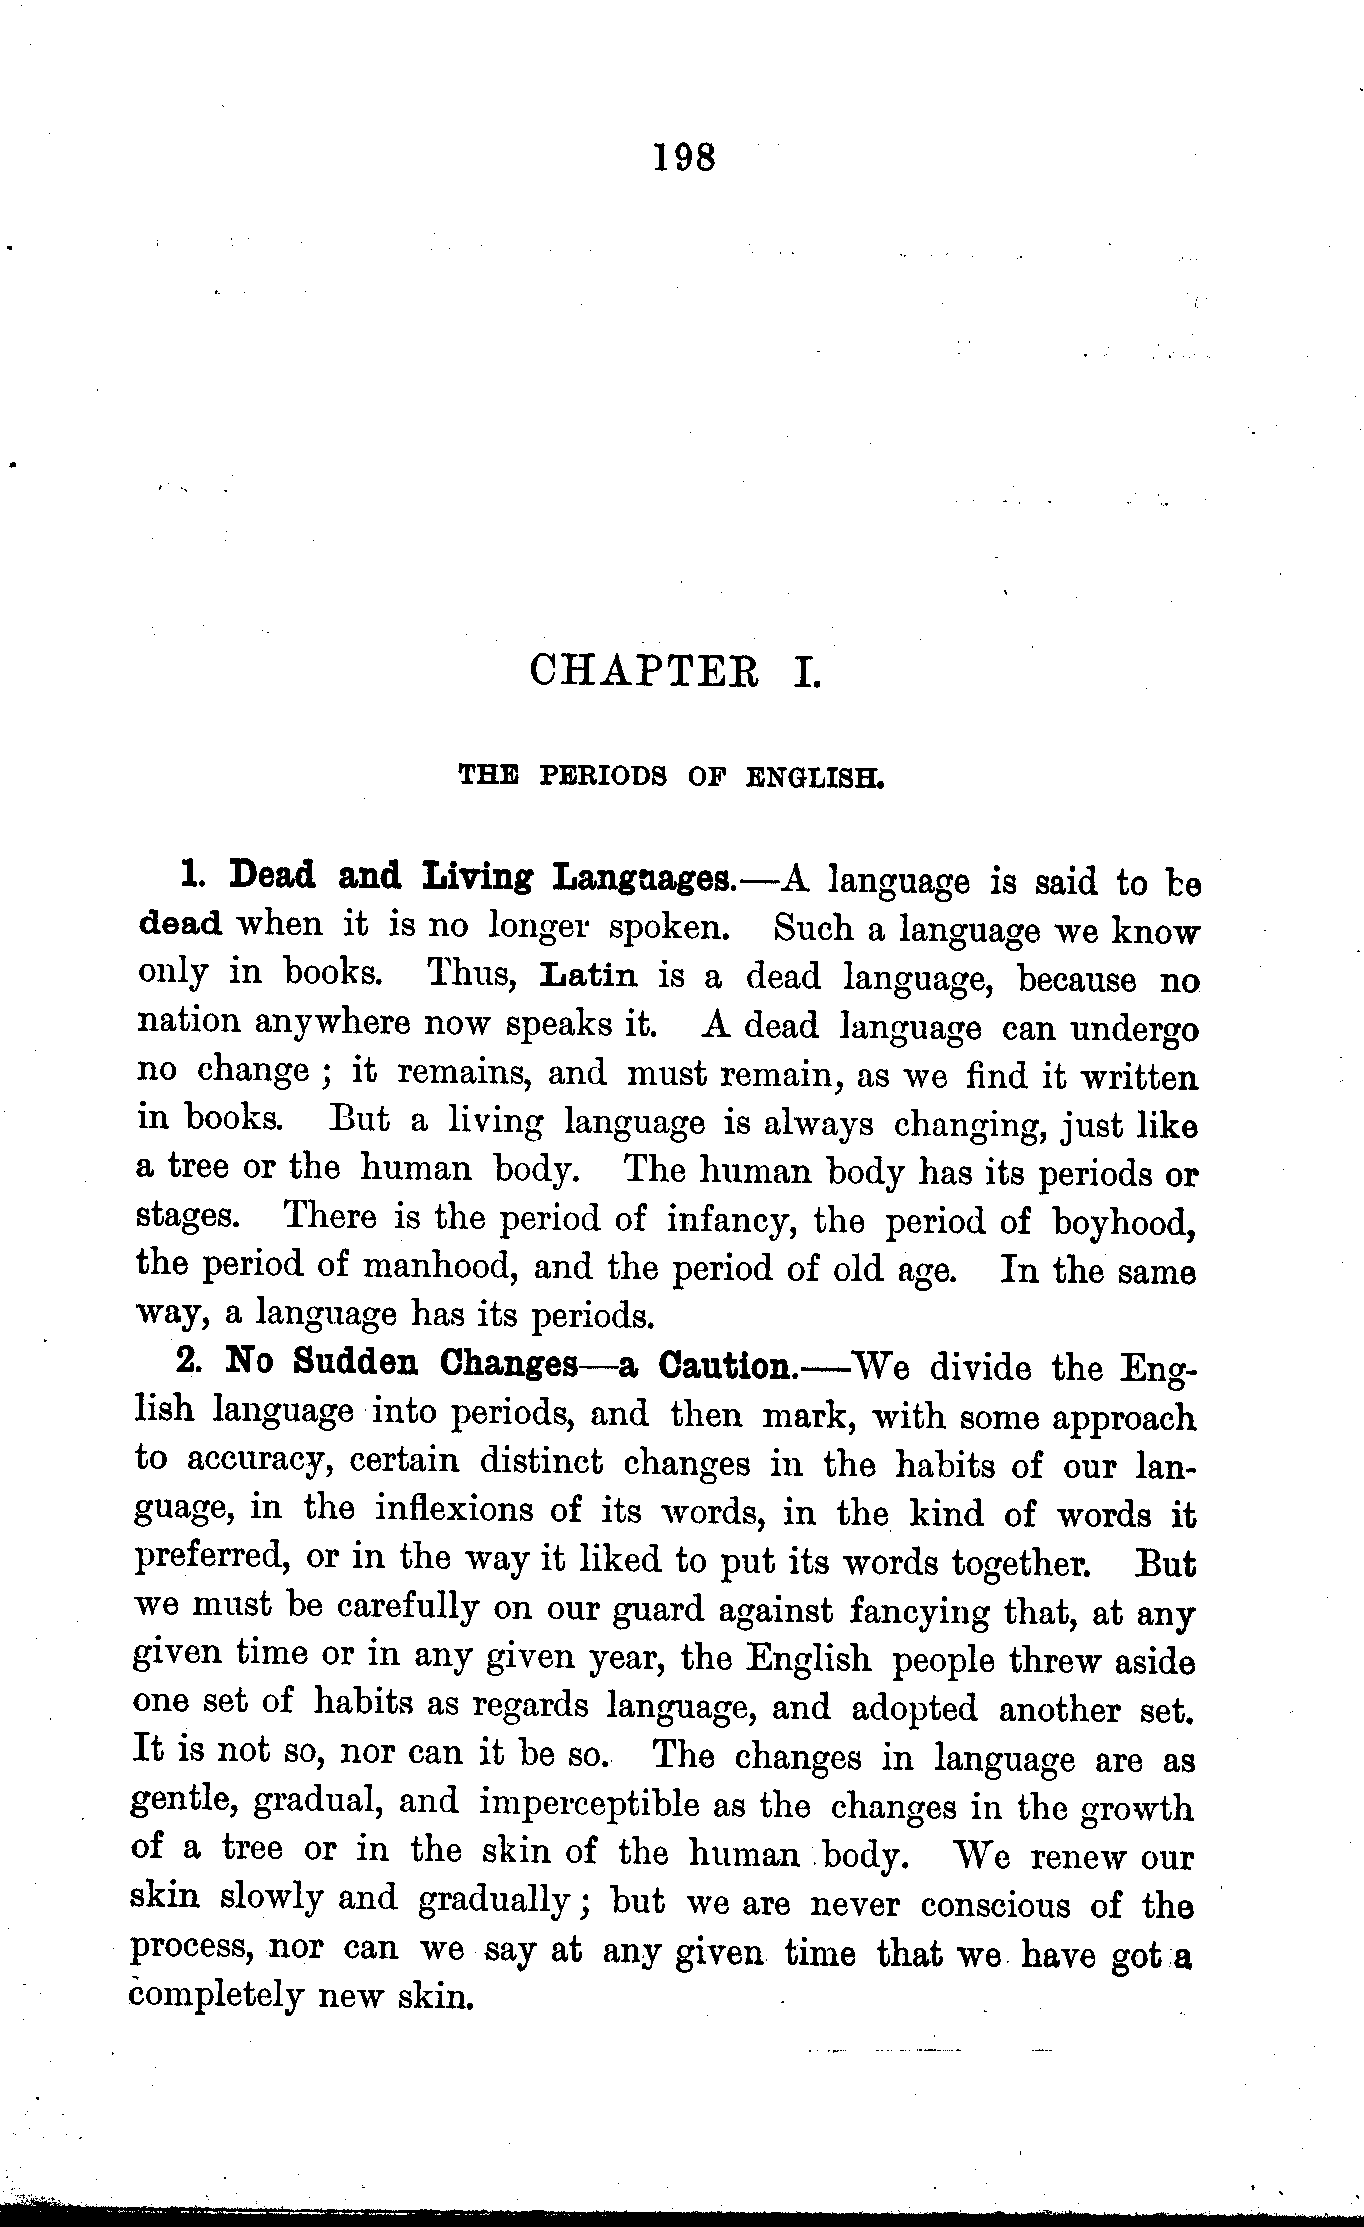 198
CHAPTER I.
THE PERIODS OF ENGLISH.
1. Dead and Living Languages.—A language is said to be
dead when it is no longer spoken. Such a language we know
only in books. Thus, Latin is a dead language, because no
nation anywhere now speaks it. A dead language can undergo
no change ; it remains, and must remain, as we find it written
in books. But a living language is always changing, just like
a tree or the human body. The human body has its periods or
stages. There is the period of infancy, the period of boyhood,
the period of manhood, and the period of old age. In the same
way, a language has its periods.
2. No Sudden Changes—a Caution.—We divide the Eng-
lish language into periods, and then mark, with some approach
to accuracy, certain distinct changes in the habits of our lan-
guage, in the inflexions of its words, in the kind of words it
preferred, or in the way it liked to put its words together. But
we must be carefully on our guard against fancying that, at any
given time or in any given year, the English people threw aside
one set of habits as regards language, and adopted another set.
It is not so, nor can it be so. The changes in language are as
gentle, gradual, and imperceptible as the changes in the growth
of a tree or in the skin of the human body. We renew our
skin slowly and gradually ; but we are never conscious of the
process, nor can we say at any given time that we have got a
completely new skin.